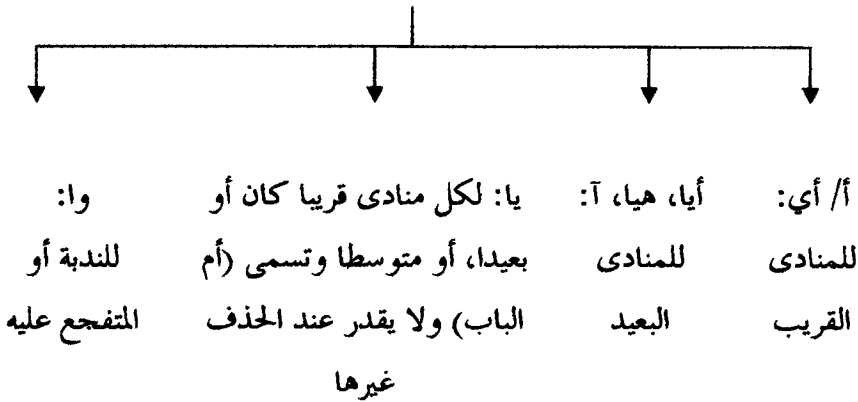 أ/ أي:
للمنادى
القريب
أيا، هيا، آ:
للمنادى
البعيد
يا: لكل منادى قريبا كان أو
بعيدا، أو متوسطا وتسمى (أم
الباب) ولا يقدر عند الحذف
غيرها
وا:
للندبة أو
المتفجع عليه